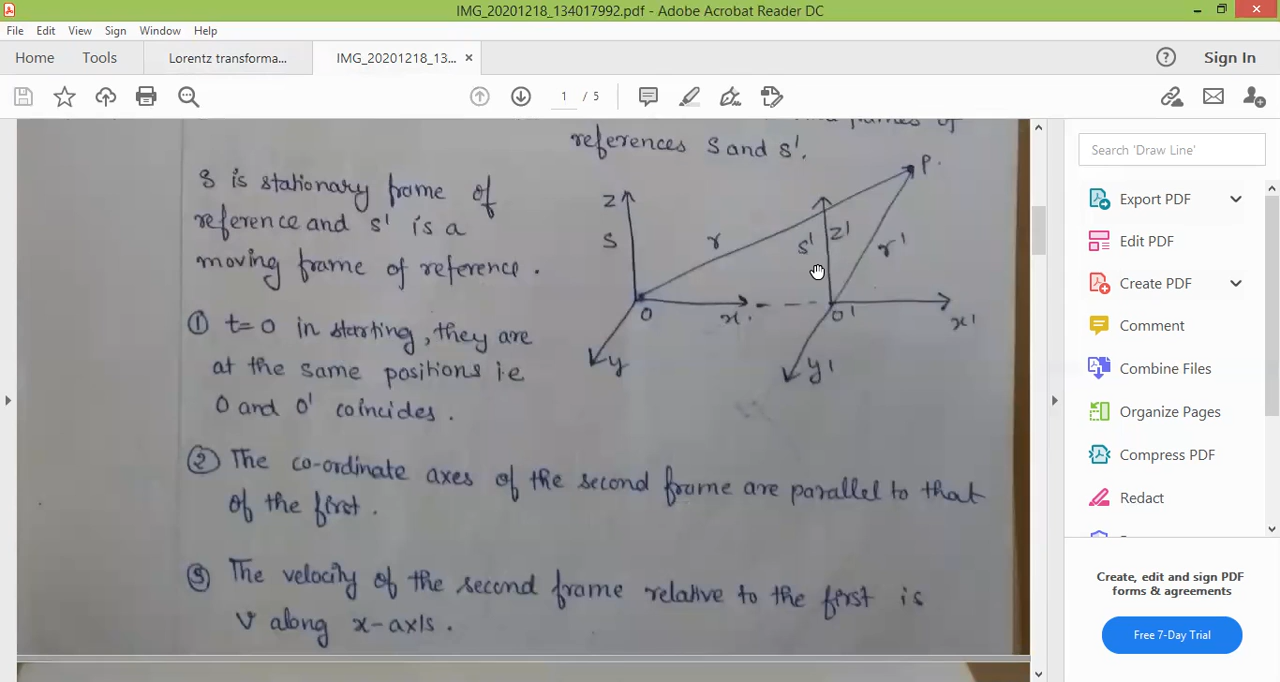 IMG_20201218_134017992.pdf - Adobe Acrobat Reader DC
File Edit View Sign Window Help
Home Tools Lorentz transforma... IMG_20201218_13... × Sign In
1 / 5
frames of
references S and S'.
S is stationary frame of
reference and S' is a
moving frame of reference.
① t=0 in starting, they are
at the same positions i.e
O and O' coincides.
z
S
r
O
x.
y
S'
z'
r'
P.
O'
x'
y'
② The co-ordinate axes of the second frame are parallel to that
of the first.
③ The velocity of the second frame relative to the first is
v along x-axis.
Search 'Draw Line'
Export PDF
Edit PDF
Create PDF
Comment
Combine Files
Organize Pages
Compress PDF
Redact
Create, edit and sign PDF
forms & agreements
Free 7-Day Trial